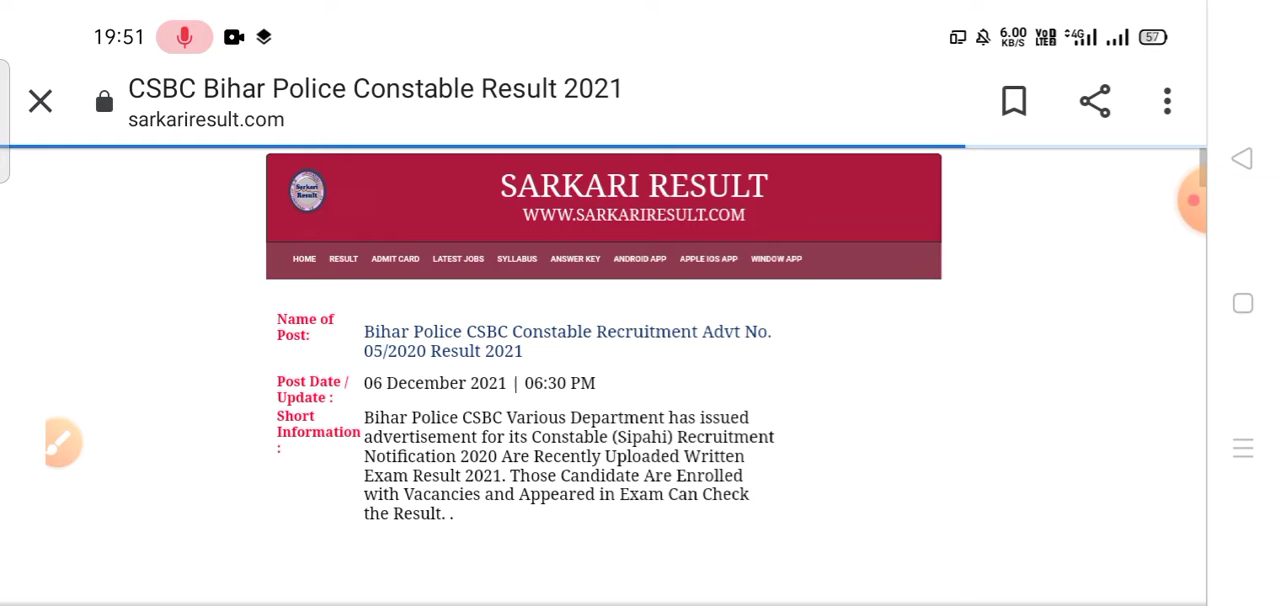 19:51
6.00
KB/S
VoD
LTE2
4G
57
CSBC Bihar Police Constable Result 2021
sarkariresult.com
Sarkari
Result
SARKARI RESULT
WWW.SARKARIRESULT.COM
HOME RESULT ADMIT CARD LATEST JOBS SYLLABUS ANSWER KEY ANDROID APP APPLE IOS APP WINDOW APP
Name of
Post:
Bihar Police CSBC Constable Recruitment Advt No.
05/2020 Result 2021
Post Date /
Update :
06 December 2021 | 06:30 PM
Short
Information
:
Bihar Police CSBC Various Department has issued
advertisement for its Constable (Sipahi) Recruitment
Notification 2020 Are Recently Uploaded Written
Exam Result 2021. Those Candidate Are Enrolled
with Vacancies and Appeared in Exam Can Check
the Result. .